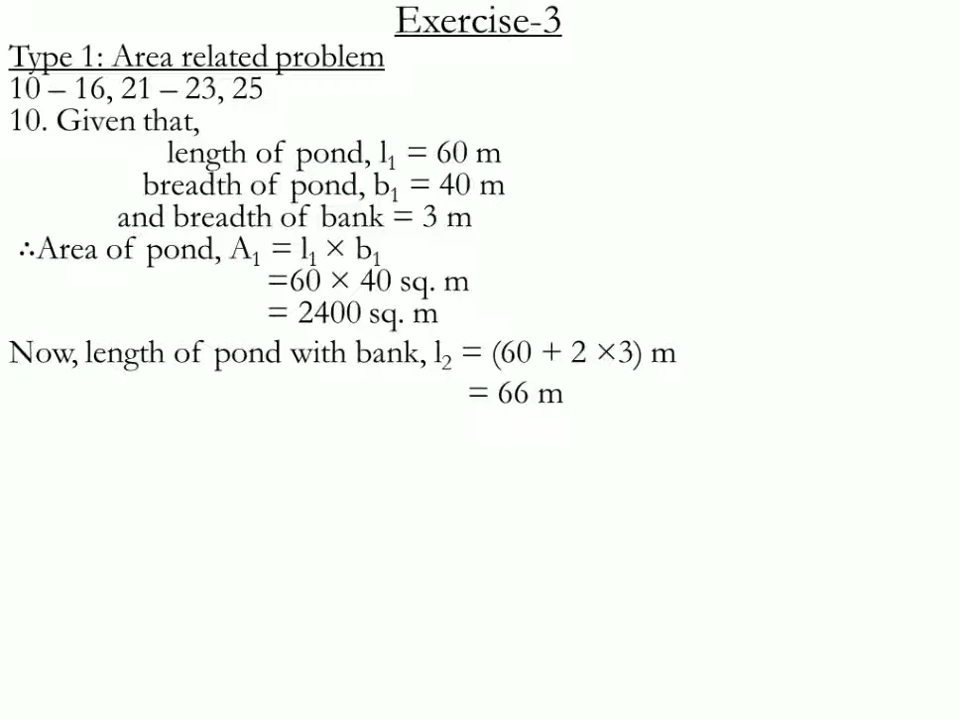 Exercise-3
Type 1: Area related problem
10 – 16, 21 – 23, 25
10. Given that,
length of pond, l₁ = 60 m
breadth of pond, b₁ = 40 m
and breadth of bank = 3 m
∴Area of pond, A₁ = l₁ × b₁
=60 × 40 sq. m
= 2400 sq. m
Now, length of pond with bank, l₂ = (60 + 2 ×3) m
= 66 m